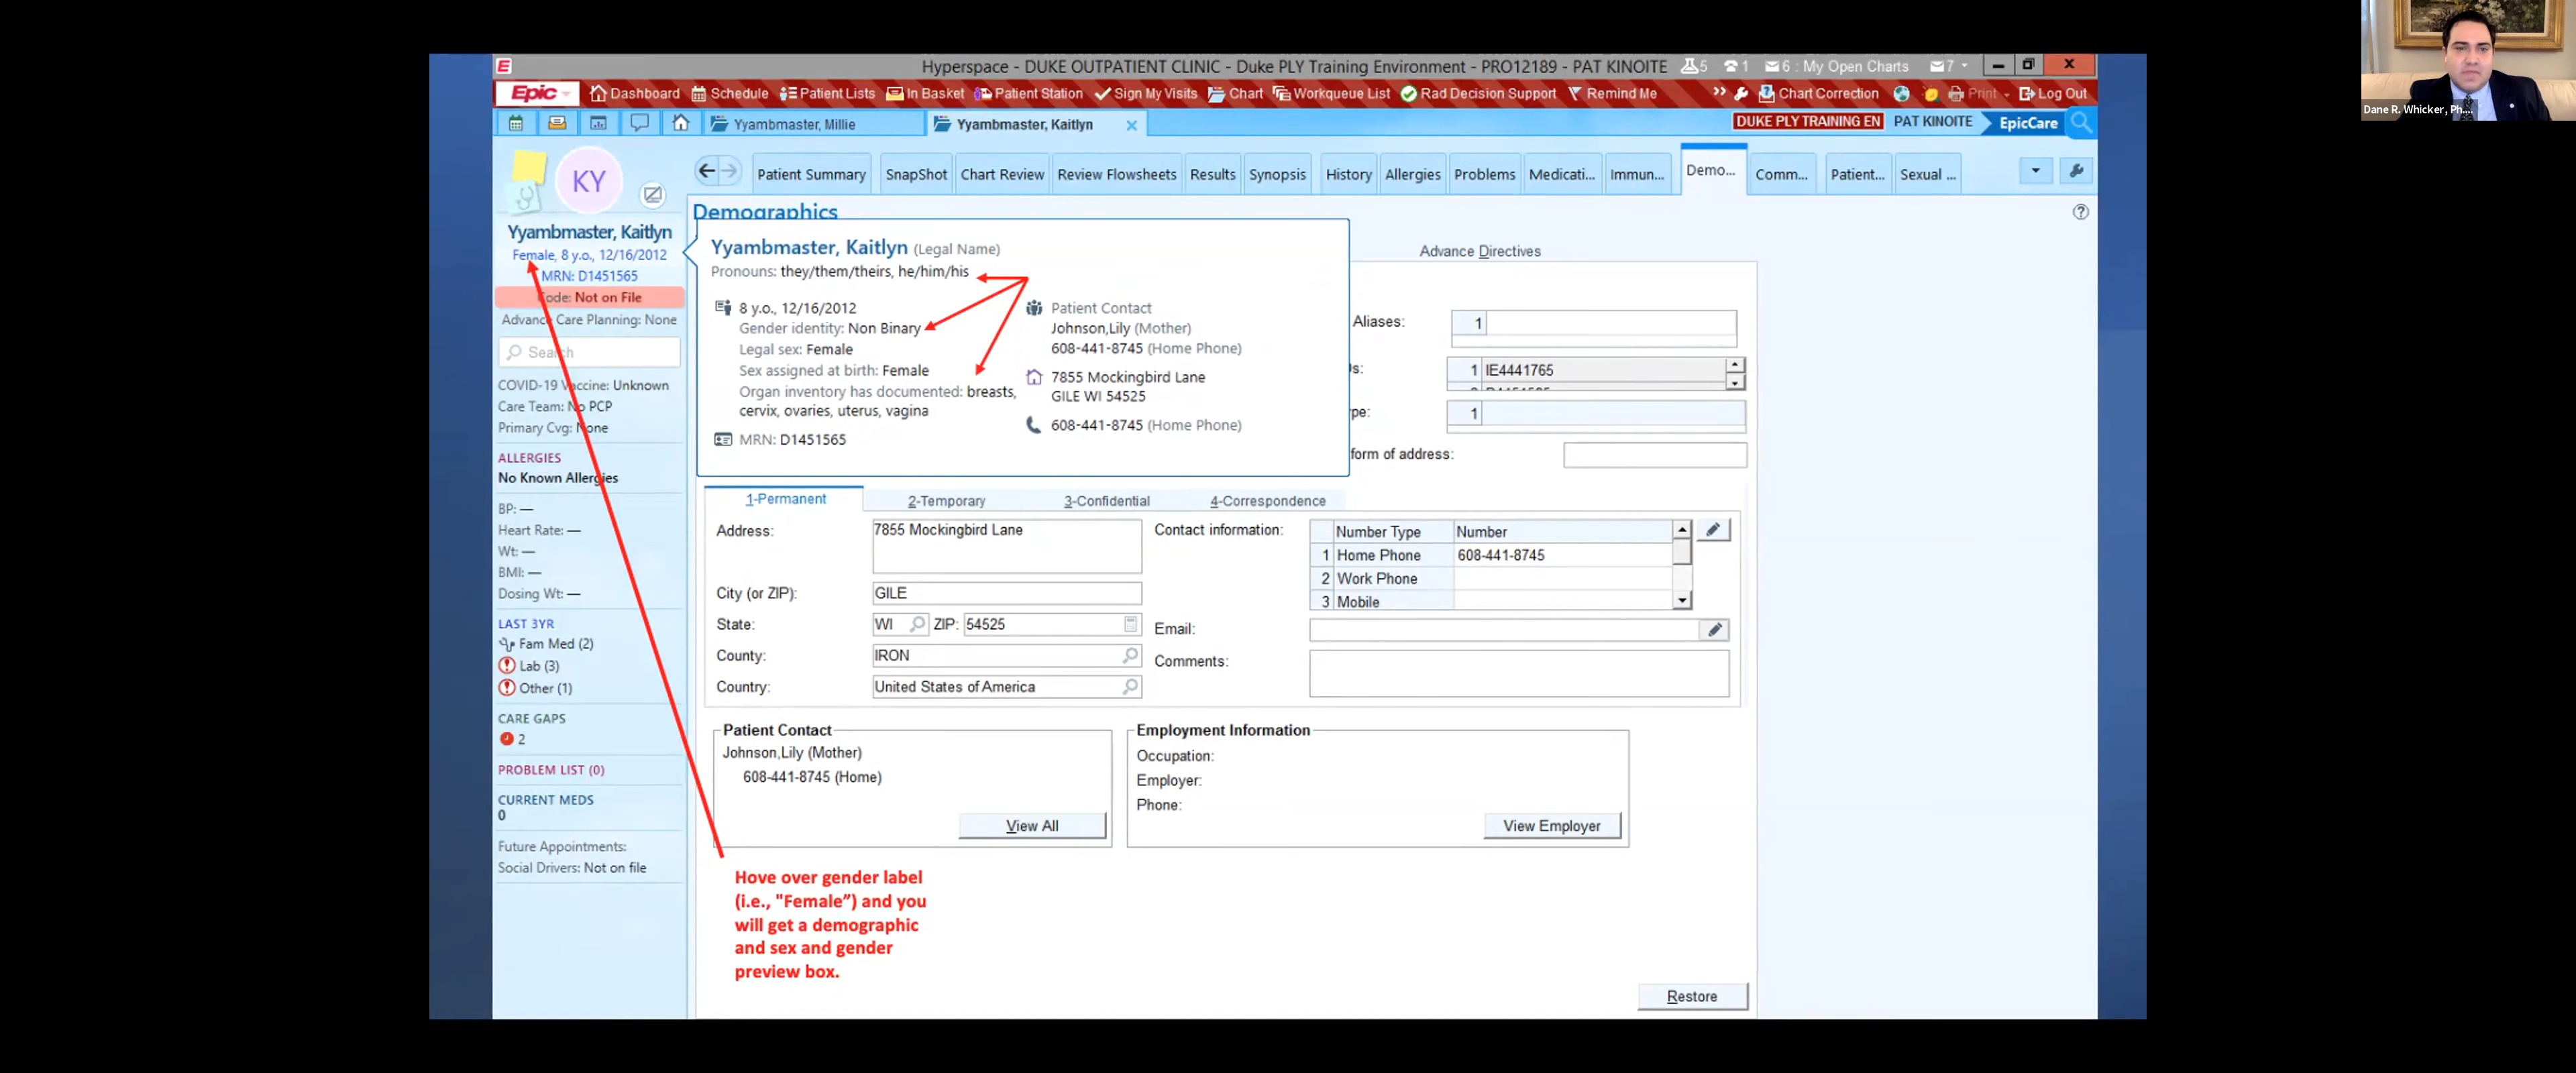 Dane R. Whicker, Ph....
Hyperspace - DUKE OUTPATIENT CLINIC - Duke PLY Training Environment - PRO12189 - PAT KINOITE 5 1 6 : My Open Charts 7
Epic Dashboard Schedule Patient Lists In Basket Patient Station Sign My Visits Chart Workqueue List Rad Decision Support Remind Me Chart Correction Print Log Out
Yyambmaster, Millie Yyambmaster, Kaitlyn DUKE PLY TRAINING EN PAT KINOITE EpicCare
Patient Summary SnapShot Chart Review Review Flowsheets Results Synopsis History Allergies Problems Medicati... Immun... Demo... Comm... Patient... Sexual ...
KY
Yyambmaster, Kaitlyn
Female, 8 y.o., 12/16/2012
MRN: D1451565
Code: Not on File
Advance Care Planning: None
Search
COVID-19 Vaccine: Unknown
Care Team: No PCP
Primary Cvg: None
ALLERGIES
No Known Allergies
BP: —
Heart Rate: —
Wt: —
BMI: —
Dosing Wt: —
LAST 3YR
Fam Med (2)
Lab (3)
Other (1)
CARE GAPS
2
PROBLEM LIST (0)
CURRENT MEDS
0
Future Appointments:
Social Drivers: Not on file
Demographics
Yyambmaster, Kaitlyn (Legal Name)
Pronouns: they/them/theirs, he/him/his
8 y.o., 12/16/2012
Gender identity: Non Binary
Legal sex: Female
Sex assigned at birth: Female
Organ inventory has documented: breasts,
cervix, ovaries, uterus, vagina
MRN: D1451565
Patient Contact
Johnson,Lily (Mother)
608-441-8745 (Home Phone)
7855 Mockingbird Lane
GILE WI 54525
608-441-8745 (Home Phone)
Advance Directives
Aliases: 1
1 IE4441765
1
form of address:
1-Permanent 2-Temporary 3-Confidential 4-Correspondence
Address: 7855 Mockingbird Lane
City (or ZIP): GILE
State: WI ZIP: 54525
County: IRON
Country: United States of America
Contact information: Number Type Number
1 Home Phone 608-441-8745
2 Work Phone
3 Mobile
Email:
Comments:
Patient Contact
Johnson,Lily (Mother)
608-441-8745 (Home)
View All
Employment Information
Occupation:
Employer:
Phone:
View Employer
Hove over gender label
(i.e., "Female”) and you
will get a demographic
and sex and gender
preview box.
Restore